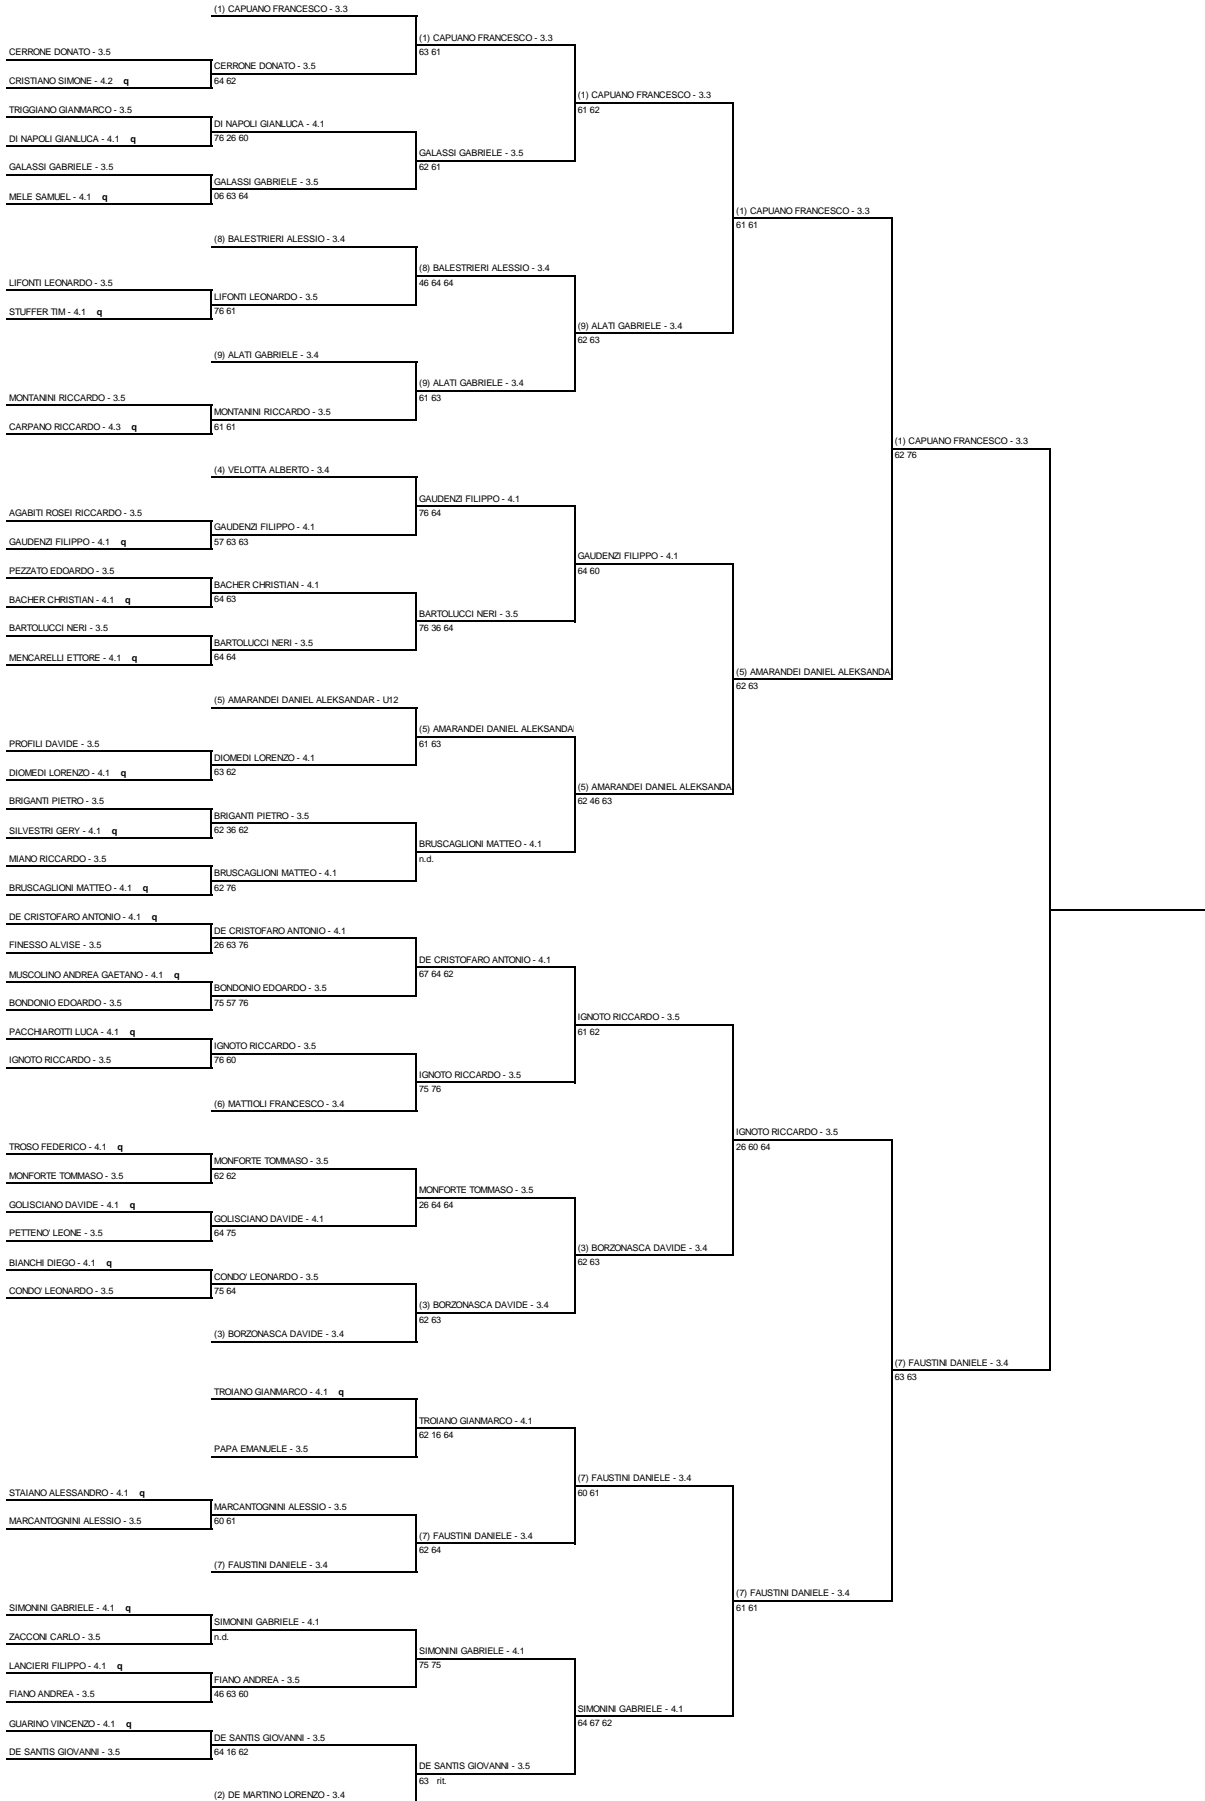 (1) CAPUANO FRANCESCO - 3.3
(1) CAPUANO FRANCESCO - 3.3
CERRONE DONATO - 3.5
63 61
CERRONE DONATO - 3.5
CRISTIANO SIMONE - 4.2 q
64 62
(1) CAPUANO FRANCESCO - 3.3
TRIGGIANO GIANMARCO - 3.5
61 62
DI NAPOLI GIANLUCA - 4.1
DI NAPOLI GIANLUCA - 4.1 q
76 26 60
GALASSI GABRIELE - 3.5
GALASSI GABRIELE - 3.5
62 61
GALASSI GABRIELE - 3.5
MELE SAMUEL - 4.1 q
06 63 64
(1) CAPUANO FRANCESCO - 3.3
61 61
(8) BALESTRIERI ALESSIO - 3.4
(8) BALESTRIERI ALESSIO - 3.4
LIFONTI LEONARDO - 3.5
46 64 64
LIFONTI LEONARDO - 3.5
STUFFER TIM - 4.1 q
76 61
(9) ALATI GABRIELE - 3.4
62 63
(9) ALATI GABRIELE - 3.4
(9) ALATI GABRIELE - 3.4
MONTANINI RICCARDO - 3.5
61 63
MONTANINI RICCARDO - 3.5
CARPANO RICCARDO - 4.3 q
61 61
(1) CAPUANO FRANCESCO - 3.3
62 76
(4) VELOTTA ALBERTO - 3.4
GAUDENZI FILIPPO - 4.1
AGABITI ROSEI RICCARDO - 3.5
76 64
GAUDENZI FILIPPO - 4.1
GAUDENZI FILIPPO - 4.1 q
57 63 63
GAUDENZI FILIPPO - 4.1
PEZZATO EDOARDO - 3.5
64 60
BACHER CHRISTIAN - 4.1
BACHER CHRISTIAN - 4.1 q
64 63
BARTOLUCCI NERI - 3.5
BARTOLUCCI NERI - 3.5
76 36 64
BARTOLUCCI NERI - 3.5
MENCARELLI ETTORE - 4.1 q
64 64
(5) AMARANDEI DANIEL ALEKSANDA
62 63
(5) AMARANDEI DANIEL ALEKSANDAR - U12
(5) AMARANDEI DANIEL ALEKSANDA
PROFILI DAVIDE - 3.5
61 63
DIOMEDI LORENZO - 4.1
DIOMEDI LORENZO - 4.1 q
63 62
(5) AMARANDEI DANIEL ALEKSANDA
BRIGANTI PIETRO - 3.5
62 46 63
BRIGANTI PIETRO - 3.5
SILVESTRI GERY - 4.1 q
62 36 62
BRUSCAGLIONI MATTEO - 4.1
MIANO RICCARDO - 3.5
n.d.
BRUSCAGLIONI MATTEO - 4.1
BRUSCAGLIONI MATTEO - 4.1 q
62 76
DE CRISTOFARO ANTONIO - 4.1 q
DE CRISTOFARO ANTONIO - 4.1
FINESSO ALVISE - 3.5
26 63 76
DE CRISTOFARO ANTONIO - 4.1
MUSCOLINO ANDREA GAETANO - 4.1 q
67 64 62
BONDONIO EDOARDO - 3.5
BONDONIO EDOARDO - 3.5
75 57 76
IGNOTO RICCARDO - 3.5
PACCHIAROTTI LUCA - 4.1 q
61 62
IGNOTO RICCARDO - 3.5
IGNOTO RICCARDO - 3.5
76 60
IGNOTO RICCARDO - 3.5
75 76
(6) MATTIOLI FRANCESCO - 3.4
IGNOTO RICCARDO - 3.5
TROSO FEDERICO - 4.1 q
26 60 64
MONFORTE TOMMASO - 3.5
MONFORTE TOMMASO - 3.5
62 62
MONFORTE TOMMASO - 3.5
GOLISCIANO DAVIDE - 4.1 q
26 64 64
GOLISCIANO DAVIDE - 4.1
PETTENO' LEONE - 3.5
64 75
(3) BORZONASCA DAVIDE - 3.4
BIANCHI DIEGO - 4.1 q
62 63
CONDO' LEONARDO - 3.5
CONDO' LEONARDO - 3.5
75 64
(3) BORZONASCA DAVIDE - 3.4
62 63
(3) BORZONASCA DAVIDE - 3.4
(7) FAUSTINI DANIELE - 3.4
63 63
TROIANO GIANMARCO - 4.1 q
TROIANO GIANMARCO - 4.1
62 16 64
PAPA EMANUELE - 3.5
(7) FAUSTINI DANIELE - 3.4
STAIANO ALESSANDRO - 4.1 q
60 61
MARCANTOGNINI ALESSIO - 3.5
MARCANTOGNINI ALESSIO - 3.5
60 61
(7) FAUSTINI DANIELE - 3.4
62 64
(7) FAUSTINI DANIELE - 3.4
(7) FAUSTINI DANIELE - 3.4
SIMONINI GABRIELE - 4.1 q
61 61
SIMONINI GABRIELE - 4.1
ZACCONI CARLO - 3.5
n.d.
SIMONINI GABRIELE - 4.1
LANCIERI FILIPPO - 4.1 q
75 75
FIANO ANDREA - 3.5
FIANO ANDREA - 3.5
46 63 60
SIMONINI GABRIELE - 4.1
GUARINO VINCENZO - 4.1 q
64 67 62
DE SANTIS GIOVANNI - 3.5
DE SANTIS GIOVANNI - 3.5
64 16 62
DE SANTIS GIOVANNI - 3.5
63 rit.
(2) DE MARTINO LORENZO - 3.4